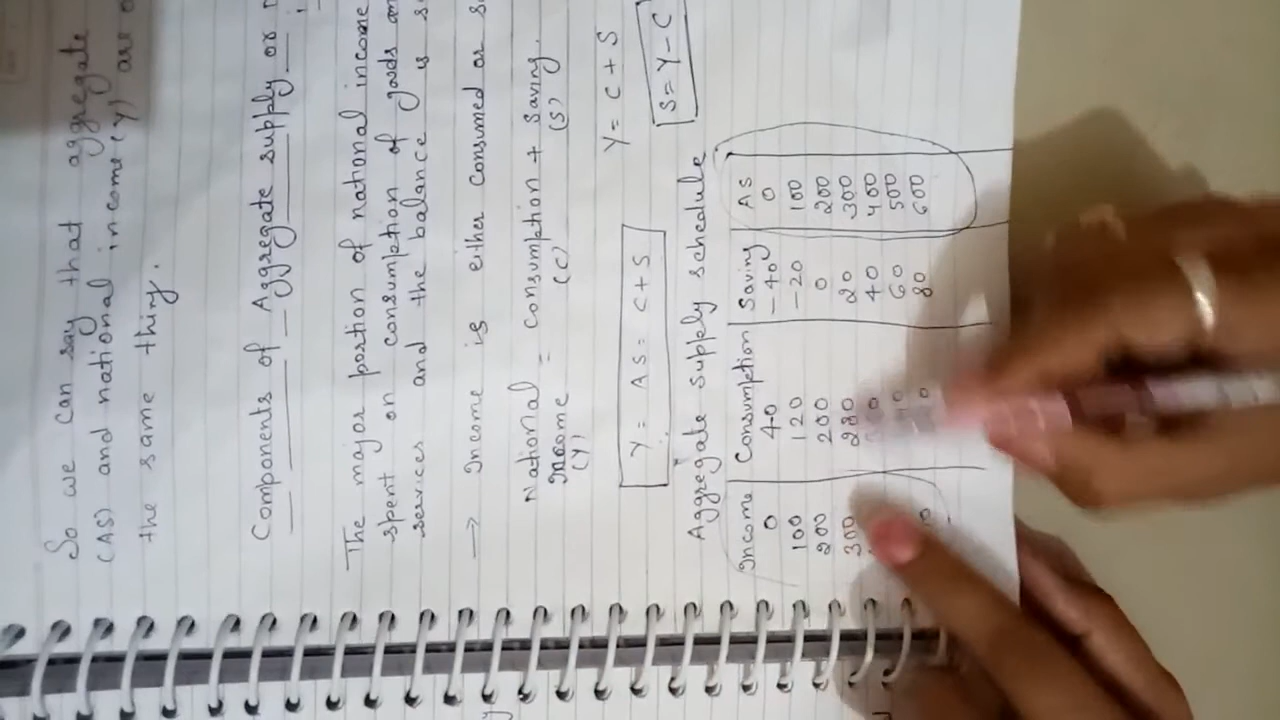 So we can say that aggregate
(AS) and national income (y) are
the same thing.
Components of Aggregate supply or
The major portion of national income
spent on consumption of goods
services and the balance is
→ Income is either consumed or
National Income = consumption + saving.
(y) (C) (S)
Y = C + S
Y = AS = C + S
S = Y - C
Aggregate supply schedule
Income Consumption Saving AS
0 40 -40 0
100 120 -20 100
200 200 0 200
300 280 20 300
40 400
60 500
80 600